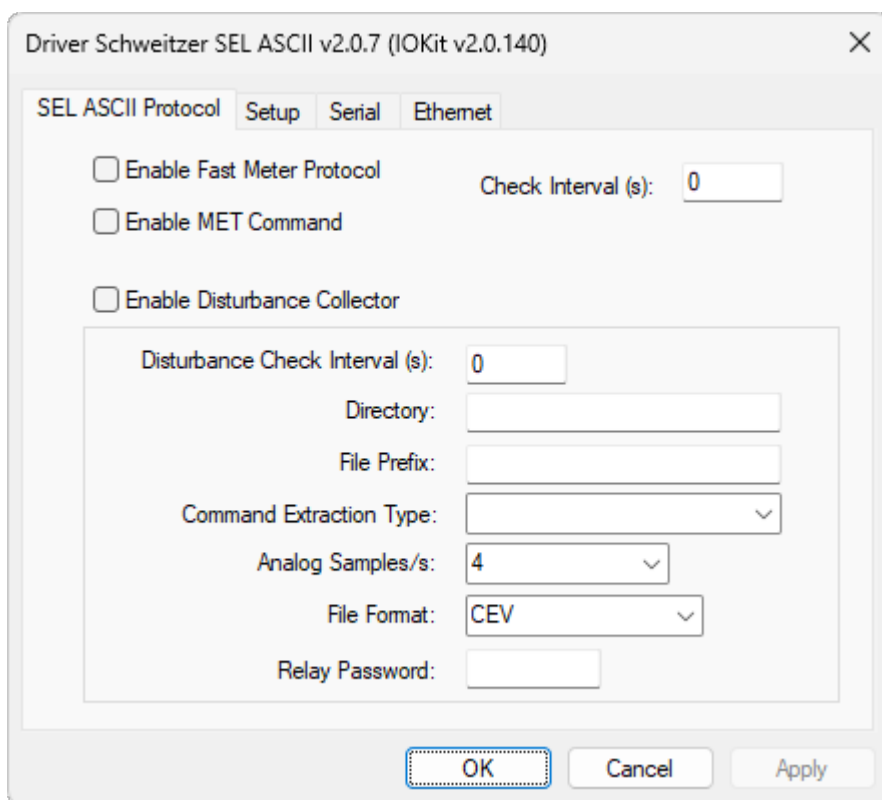 Driver Schweitzer SEL ASCII v2.0.7 (IOKit v2.0.140)
SEL ASCII Protocol Setup Serial Ethernet
Enable Fast Meter Protocol
Check Interval (s): 0
Enable MET Command
Enable Disturbance Collector
Disturbance Check Interval (s): 0
Directory:
File Prefix:
Command Extraction Type:
Analog Samples/s: 4
File Format: CEV
Relay Password:
OK Cancel Apply